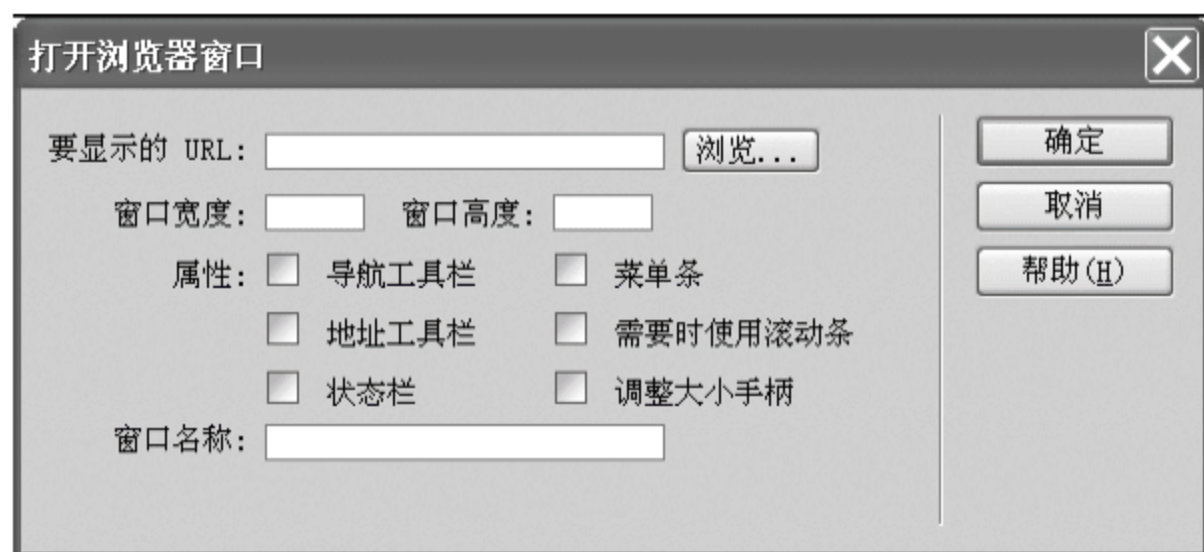 打开浏览器窗口
要显示的 URL: 浏览... 确定
窗口宽度: 窗口高度: 取消
属性: 导航工具栏 菜单条 帮助(H)
地址工具栏 需要时使用滚动条
状态栏 调整大小手柄
窗口名称: